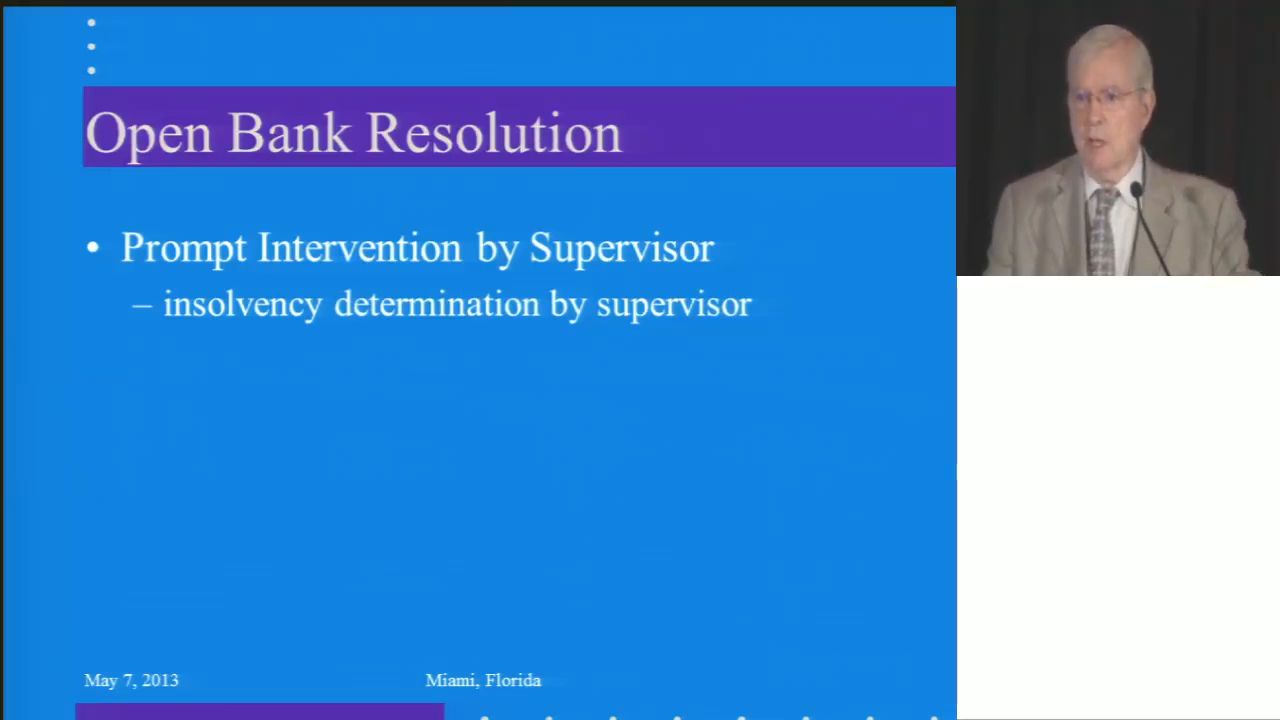 Open Bank Resolution
• Prompt Intervention by Supervisor
– insolvency determination by supervisor
May 7, 2013
Miami, Florida